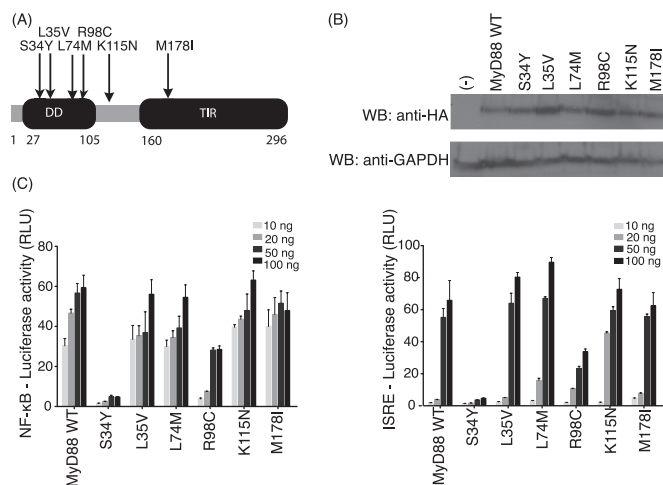 (A)
L35V R98C
S34Y L74M K115N M178I
DD TIR
1 27 105 160 296
(B)
(-) MyD88 WT S34Y L35V L74M R98C K115N M178I
WB: anti-HA
WB: anti-GAPDH
(C)
NF-κB - Luciferase activity (RLU)
80
60
40
20
0
10 ng
20 ng
50 ng
100 ng
MyD88 WT S34Y L35V L74M R98C K115N M178I
ISRE - Luciferase activity (RLU)
100
80
60
40
20
0
10 ng
20 ng
50 ng
100 ng
MyD88 WT S34Y L35V L74M R98C K115N M178I